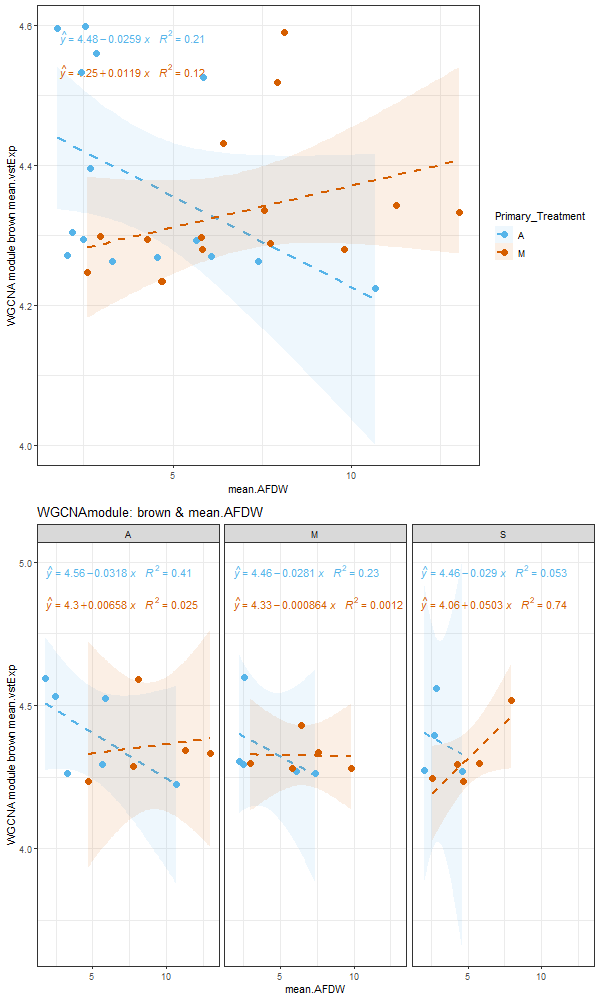 4.6
ŷ = 4.48 − 0.0259 x   R² = 0.21
ŷ = 4.25 + 0.0119 x   R² = 0.12
4.4
4.2
4.0
WGCNA module brown mean.vstExp
5 10
mean.AFDW
Primary_Treatment
A
M
WGCNAmodule: brown & mean.AFDW
A M S
5.0
ŷ = 4.56 − 0.0318 x   R² = 0.41
ŷ = 4.46 − 0.0281 x   R² = 0.23
ŷ = 4.46 − 0.029 x   R² = 0.053
ŷ = 4.3 + 0.00658 x   R² = 0.025
ŷ = 4.33 − 0.000864 x   R² = 0.0012
ŷ = 4.06 + 0.0503 x   R² = 0.74
4.5
4.0
WGCNA module brown mean.vstExp
5 10 5 10 5 10
mean.AFDW